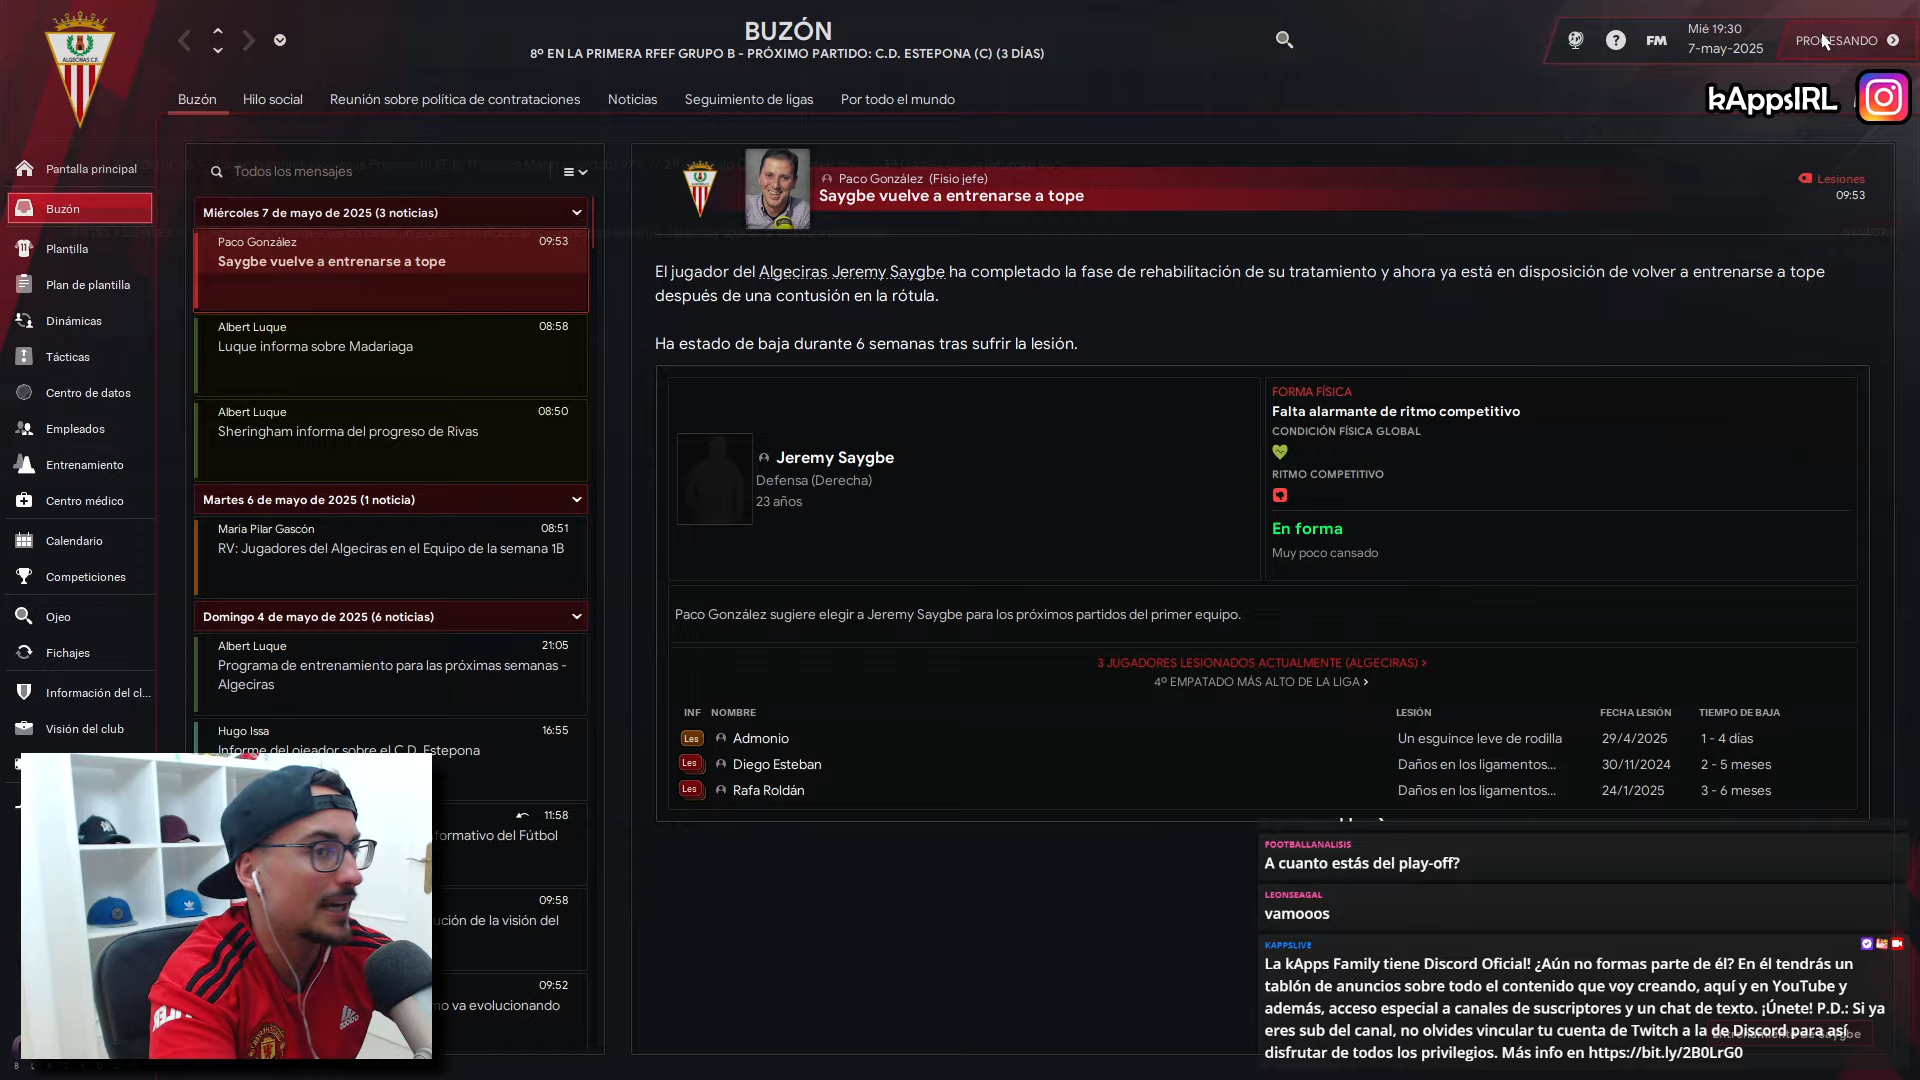 BUZÓN
8º EN LA PRIMERA RFEF GRUPO B - PRÓXIMO PARTIDO: C.D. ESTEPONA (C) (3 DÍAS)
FM
Mié 19:30
7-may-2025
kAppsIRL
Buzón
Hilo social
Reunión sobre política de contrataciones
Noticias
Seguimiento de ligas
Por todo el mundo
Pantalla principal
Buzón
Plantilla
Plan de plantilla
Dinámicas
Tácticas
Centro de datos
Empleados
Entrenamiento
Centro médico
Calendario
Competiciones
Ojeo
Fichajes
Información del cl...
Visión del club
Todos los mensajes
Miércoles 7 de mayo de 2025 (3 noticias)
Paco González 09:53
Saygbe vuelve a entrenarse a tope
Albert Luque 08:58
Luque informa sobre Madariaga
Albert Luque 08:50
Sheringham informa del progreso de Rivas
Martes 6 de mayo de 2025 (1 noticia)
María Pilar Gascón 08:51
RV: Jugadores del Algeciras en el Equipo de la semana 1B
Domingo 4 de mayo de 2025 (6 noticias)
Albert Luque 21:05
Programa de entrenamiento para las próximas semanas -
Algeciras
Hugo Issa 16:55
Informe del ojeador sobre el C.D. Estepona
11:58
formativo del Fútbol
09:58
ución de la visión del
09:52
mo va evolucionando
Paco González (Fisio jefe)
Saygbe vuelve a entrenarse a tope
Lesiones
09:53
El jugador del Algeciras Jeremy Saygbe ha completado la fase de rehabilitación de su tratamiento y ahora ya está en disposición de volver a entrenarse a tope
después de una contusión en la rótula.
Ha estado de baja durante 6 semanas tras sufrir la lesión.
Jeremy Saygbe
Defensa (Derecha)
23 años
FORMA FÍSICA
Falta alarmante de ritmo competitivo
CONDICIÓN FÍSICA GLOBAL
RITMO COMPETITIVO
En forma
Muy poco cansado
Paco González sugiere elegir a Jeremy Saygbe para los próximos partidos del primer equipo.
3 JUGADORES LESIONADOS ACTUALMENTE (ALGECIRAS) >
4º EMPATADO MÁS ALTO DE LA LIGA >
INF NOMBRE LESIÓN FECHA LESIÓN TIEMPO DE BAJA
Les Admonio Un esguince leve de rodilla 29/4/2025 1 - 4 días
Les Diego Esteban Daños en los ligamentos... 30/11/2024 2 - 5 meses
Les Rafa Roldán Daños en los ligamentos... 24/1/2025 3 - 6 meses
FOOTBALLANALISIS
A cuanto estás del play-off?
LEONSEAGAL
vamooos
KAPPSLIVE
La kApps Family tiene Discord Oficial! ¿Aún no formas parte de él? En él tendrás un
tablón de anuncios sobre todo el contenido que voy creando, aquí y en YouTube y
además, acceso especial a canales de suscriptores y un chat de texto. ¡Únete! P.D.: Si ya
eres sub del canal, no olvides vincular tu cuenta de Twitch a la de Discord para así
disfrutar de todos los privilegios. Más info en https://bit.ly/2B0LrG0